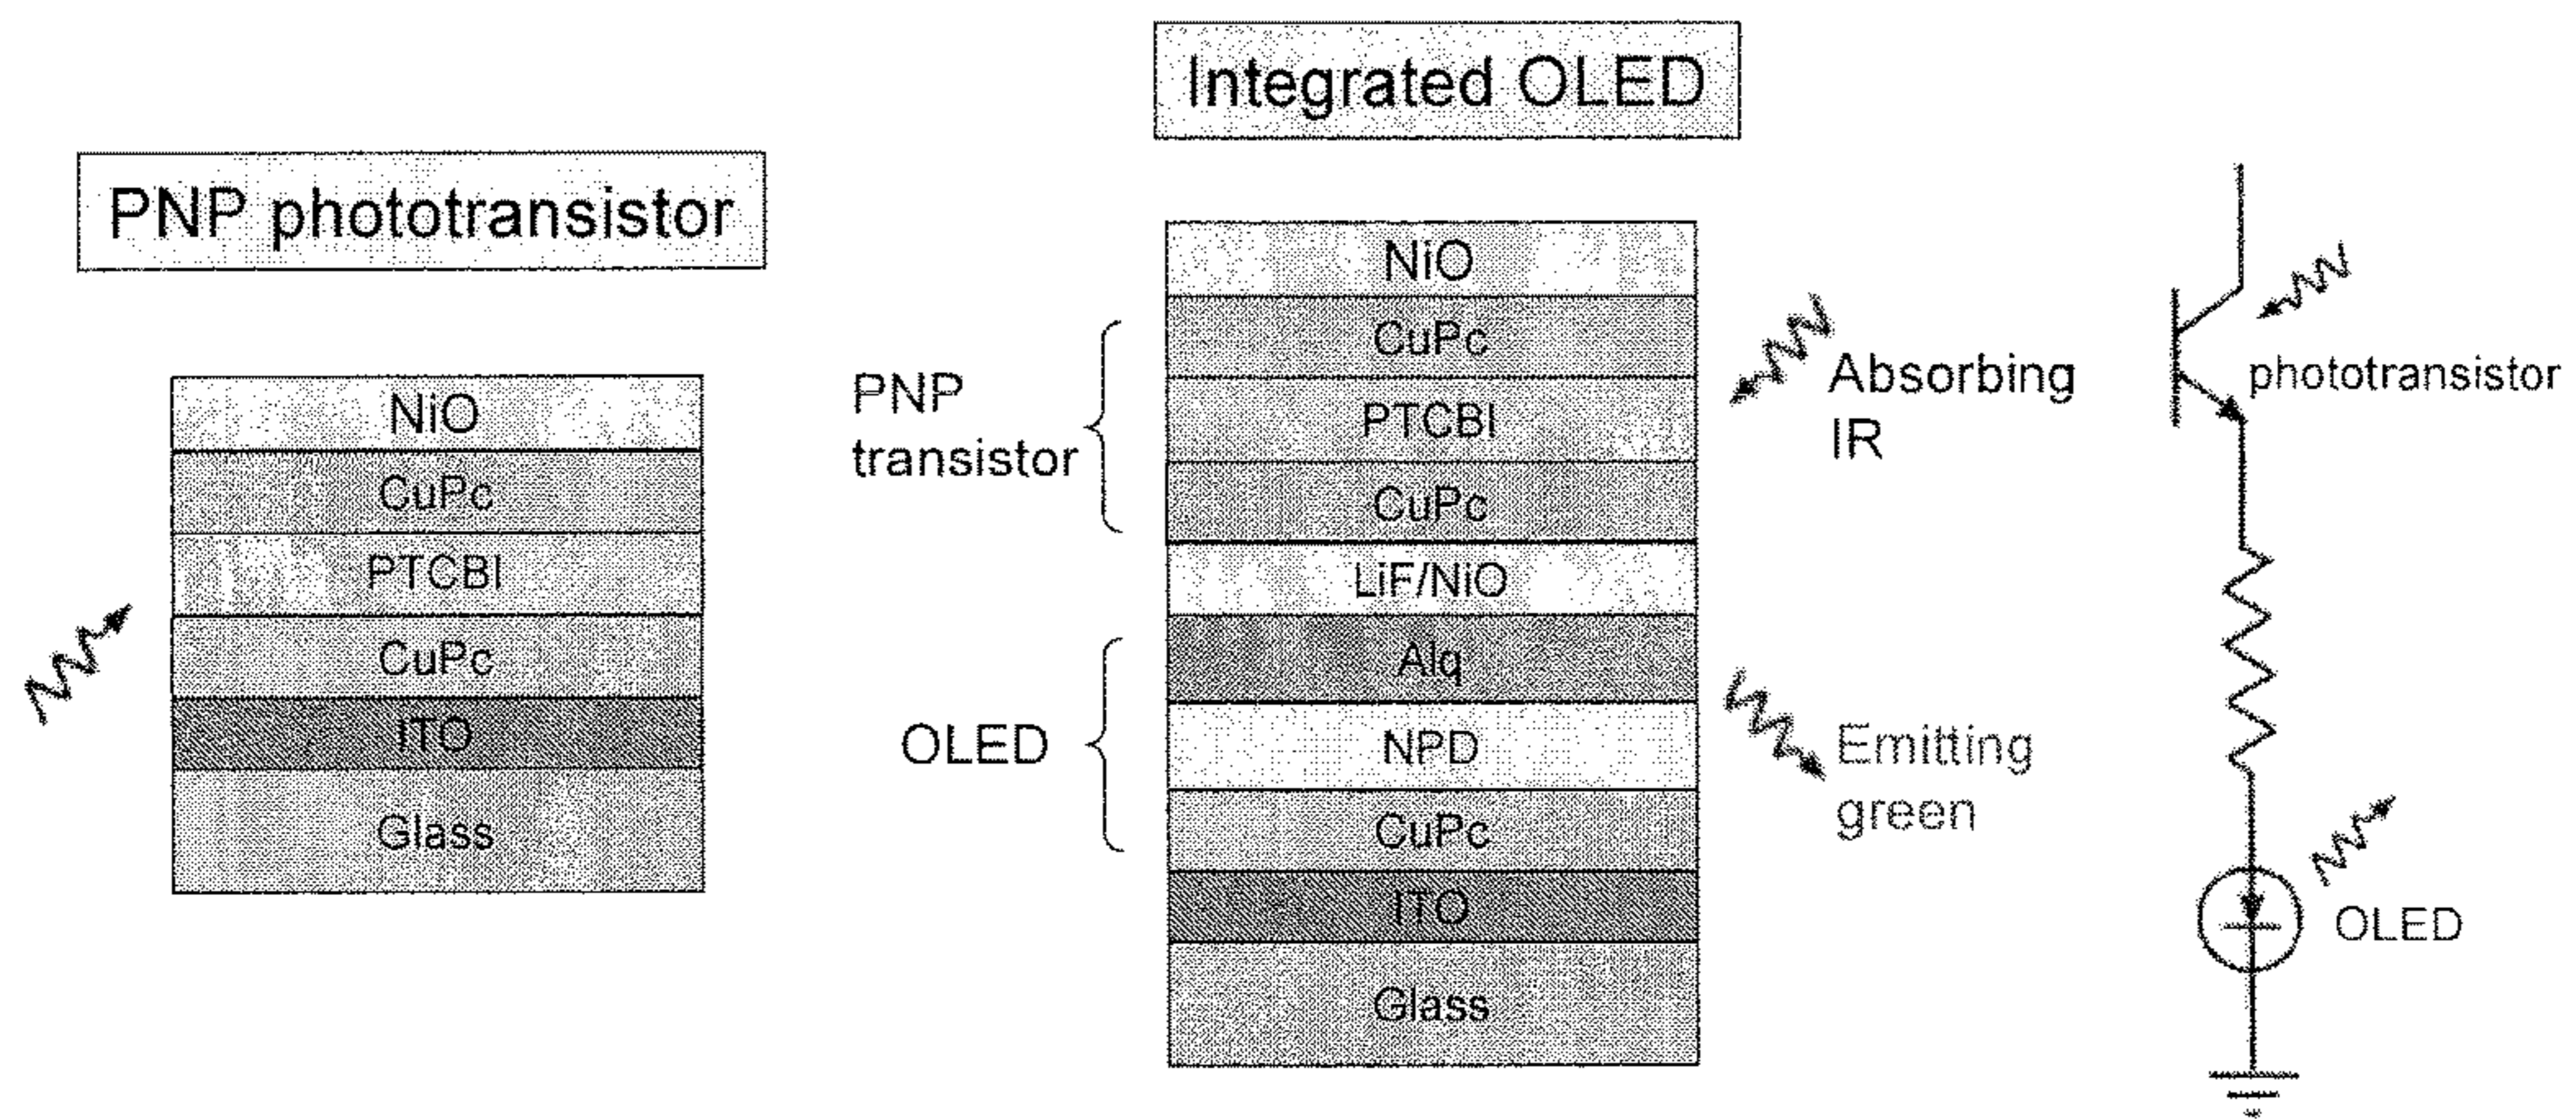 PNP phototransistor
NiO
CuPc
PTCBI
CuPc
ITO
Glass
Integrated OLED
PNP
transistor
OLED
NiO
CuPc
PTCBI
CuPc
LiF/NiO
Alq
NPD
CuPc
ITO
Glass
Absorbing
IR
Emitting
green
phototransistor
OLED